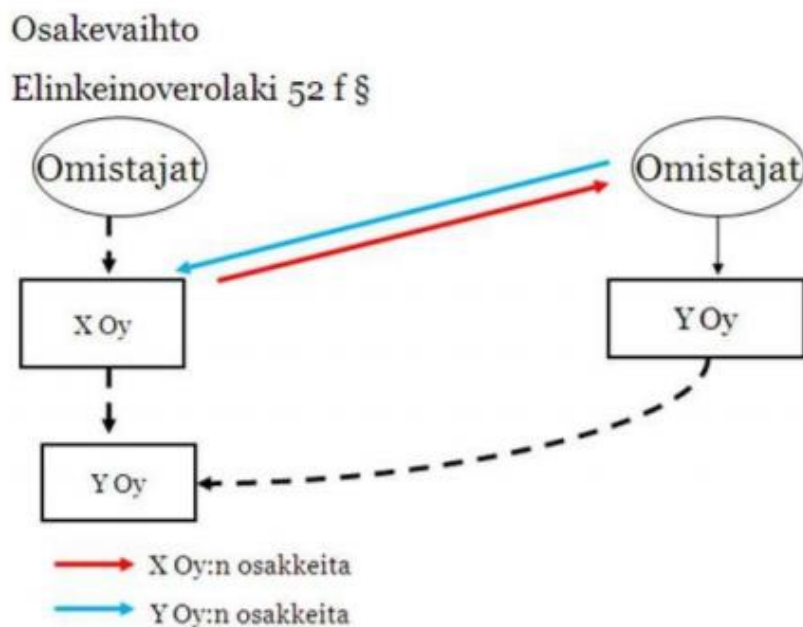 Osakevaihto
Elinkeinoverolaki 52 f §
Omistajat
Omistajat
X Oy
Y Oy
Y Oy
X Oy:n osakkeita
Y Oy:n osakkeita